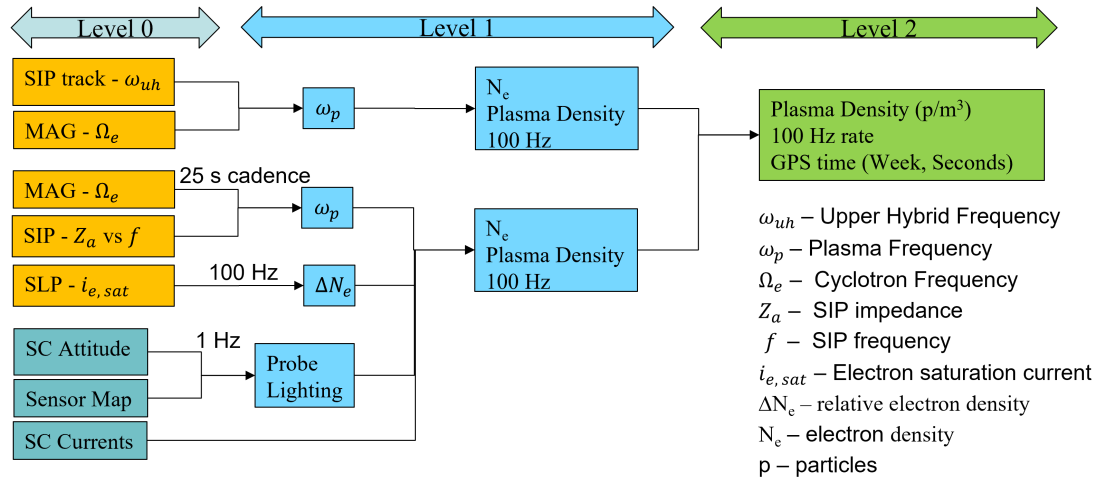 Level 0
Level 1
Level 2
SIP track - ω_uh
MAG - Ω_e
ω_p
N_e
Plasma Density
100 Hz
Plasma Density (p/m³)
100 Hz rate
GPS time (Week, Seconds)
25 s cadence
MAG - Ω_e
SIP - Z_a vs f
ω_p
N_e
Plasma Density
100 Hz
SLP - i_e,sat
100 Hz
ΔN_e
SC Attitude
Sensor Map
1 Hz
Probe
Lighting
SC Currents
ω_uh – Upper Hybrid Frequency
ω_p – Plasma Frequency
Ω_e – Cyclotron Frequency
Z_a – SIP impedance
f – SIP frequency
i_e,sat – Electron saturation current
ΔN_e – relative electron density
N_e – electron density
p – particles